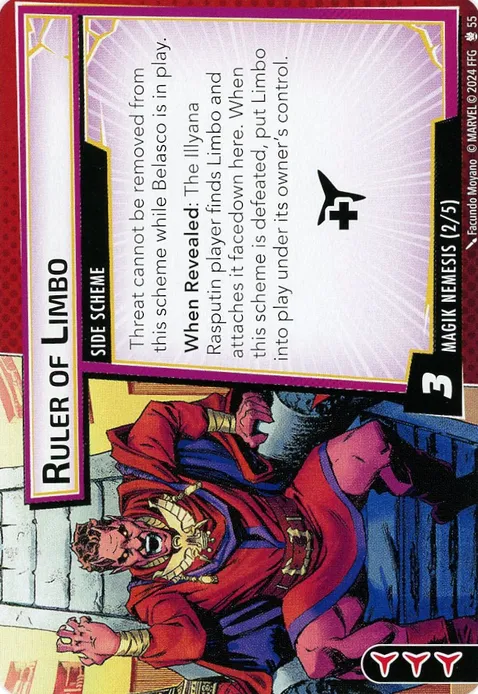 RULER OF LIMBO
SIDE SCHEME
Threat cannot be removed from
this scheme while Belasco is in play.
When Revealed: The Illyana
Rasputin player finds Limbo and
attaches it facedown here. When
this scheme is defeated, put Limbo
into play under its owner's control.
3
MAGIK NEMESIS (2/5)
Facundo Moyano © MARVEL © 2024 FFG 55